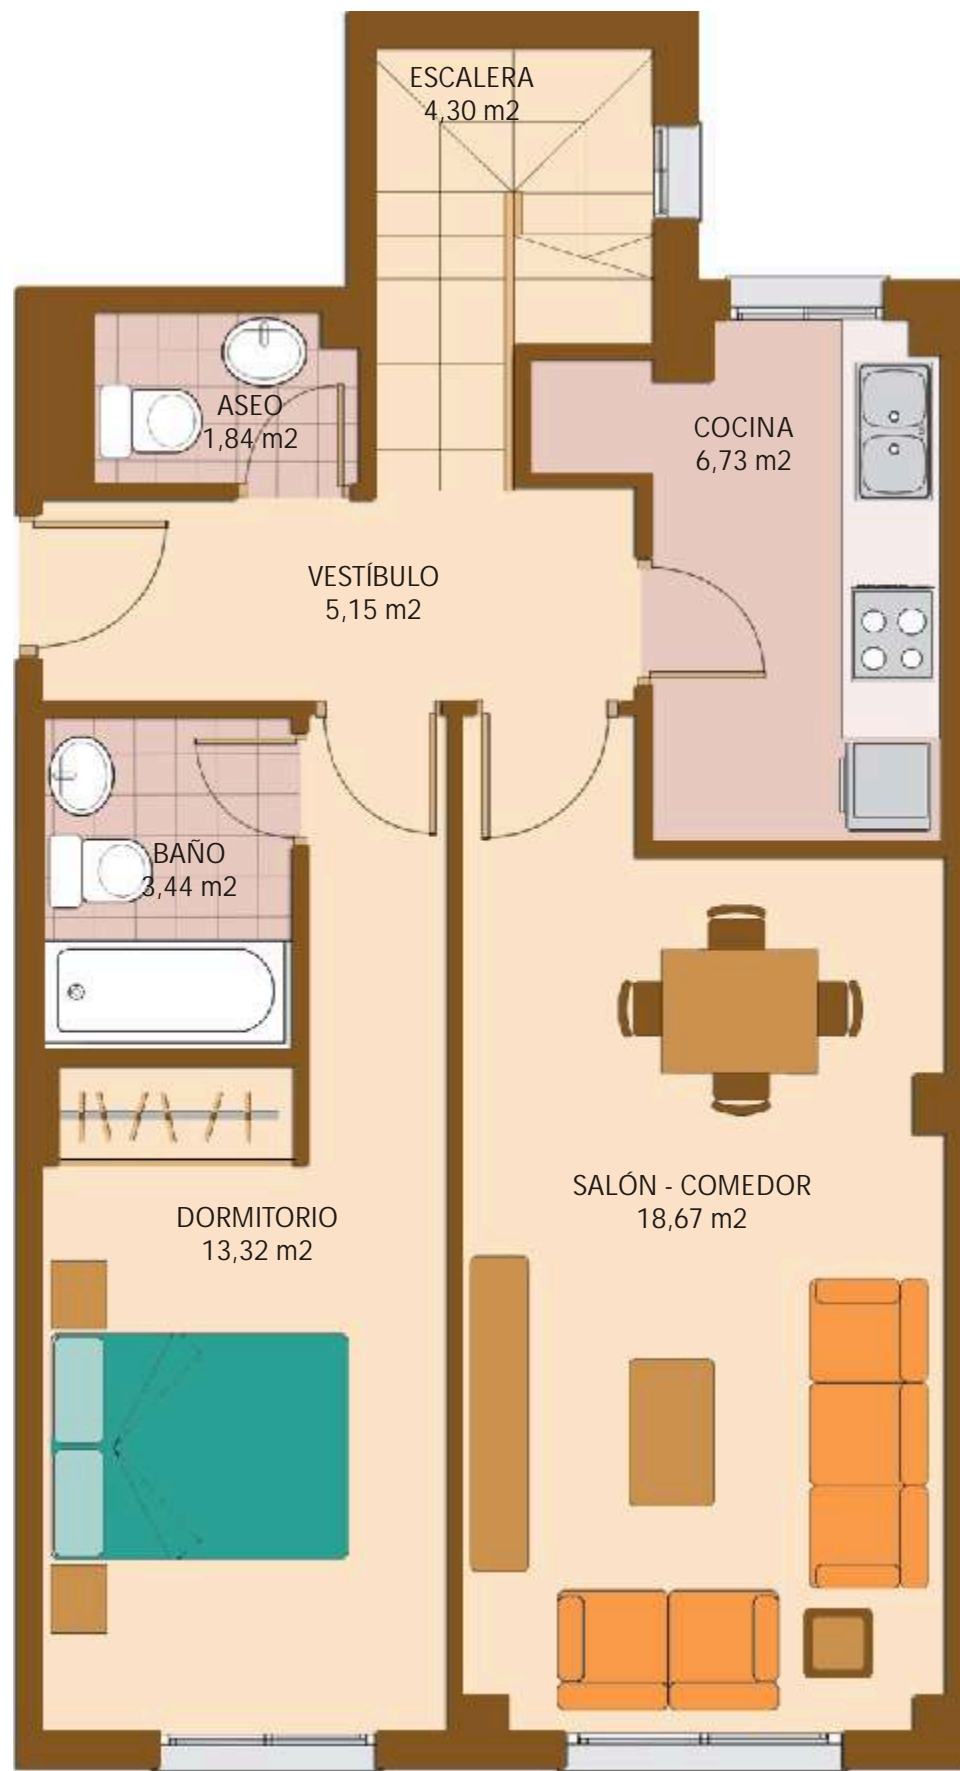 ESCALERA
4,30 m2
ASEO
1,84 m2
COCINA
6,73 m2
VESTÍBULO
5,15 m2
BAÑO
3,44 m2
SALÓN - COMEDOR
18,67 m2
DORMITORIO
13,32 m2